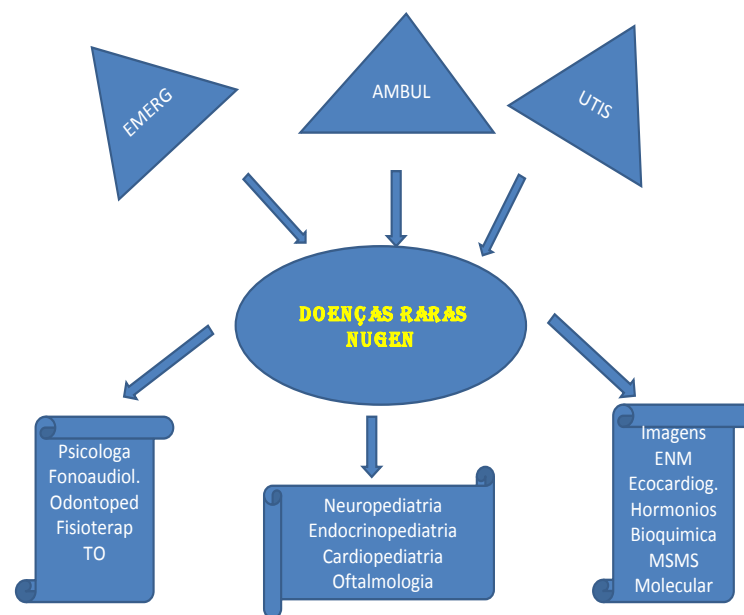 EMERG
AMBUL
UTIS
DOENÇAS RARAS
NUGEN
Psicologa
Fonoaudiol.
Odontoped
Fisioterap
TO
Neuropediatria
Endocrinopediatria
Cardiopediatria
Oftalmologia
Imagens
ENM
Ecocardiog.
Hormonios
Bioquimica
MSMS
Molecular